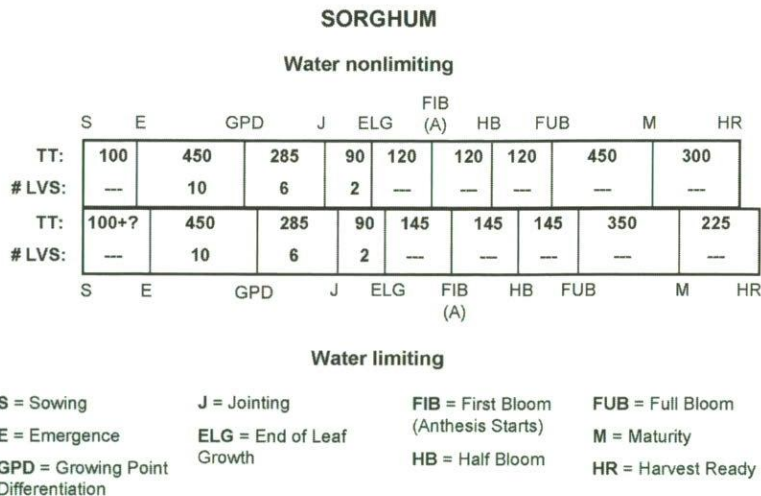 SORGHUM
Water nonlimiting
FIB
S E GPD J ELG (A) HB FUB M HR
TT: 100 450 285 90 120 120 120 450 300
# LVS: --- 10 6 2 --- --- --- --- ---
TT: 100+? 450 285 90 145 145 145 350 225
# LVS: --- 10 6 2 --- --- --- --- ---
S E GPD J ELG FIB HB FUB M HR
(A)
Water limiting
S = Sowing
E = Emergence
GPD = Growing Point
Differentiation
J = Jointing
ELG = End of Leaf
Growth
FIB = First Bloom
(Anthesis Starts)
HB = Half Bloom
FUB = Full Bloom
M = Maturity
HR = Harvest Ready